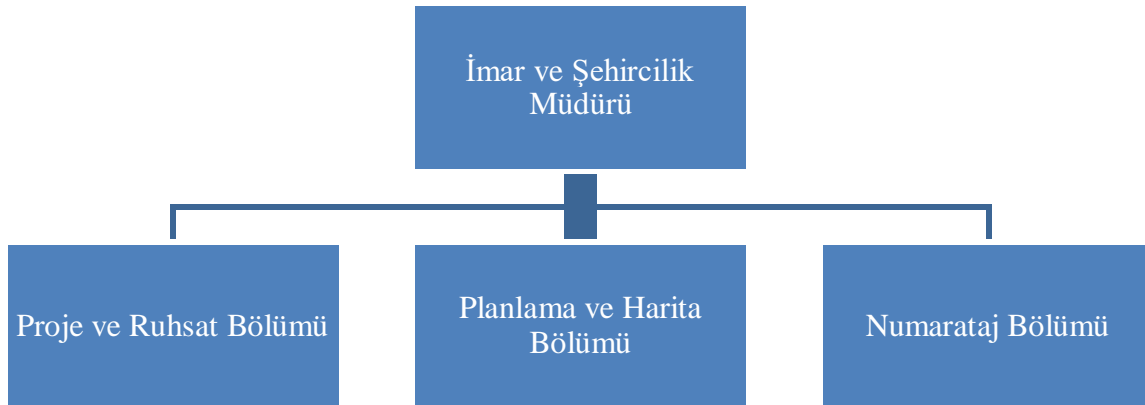 İmar ve Şehircilik
Müdürü
Proje ve Ruhsat Bölümü
Planlama ve Harita
Bölümü
Numarataj Bölümü